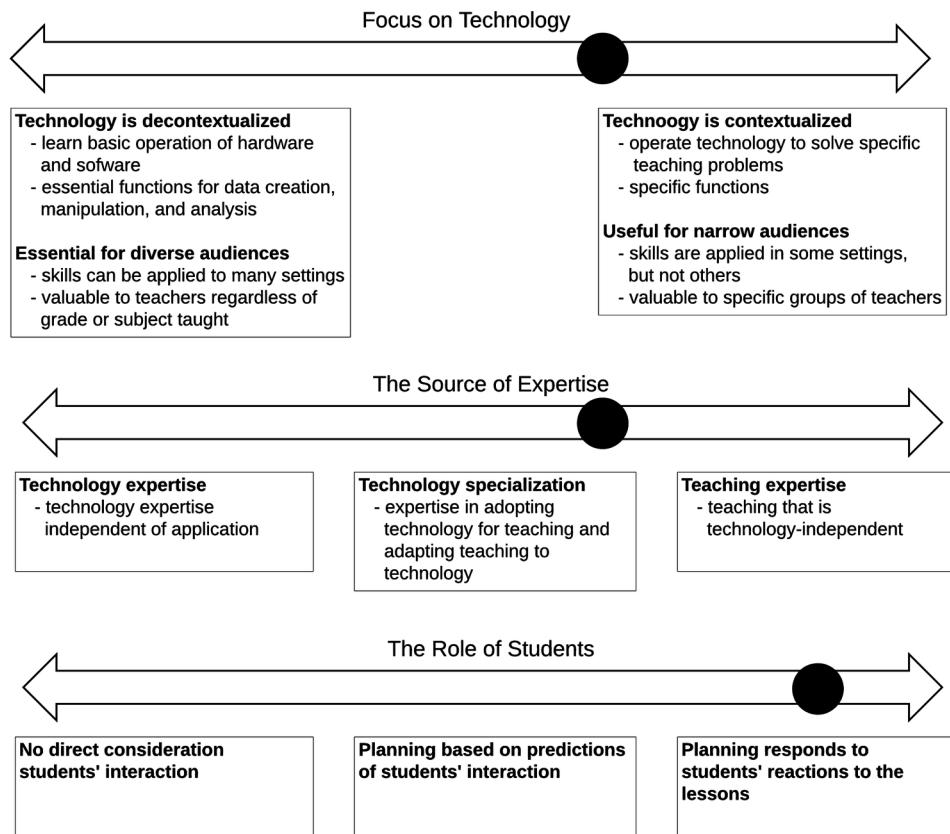 Focus on Technology
Technology is decontextualized
- learn basic operation of hardware
and sofware
- essential functions for data creation,
manipulation, and analysis
Essential for diverse audiences
- skills can be applied to many settings
- valuable to teachers regardless of
grade or subject taught
Technoogy is contextualized
- operate technology to solve specific
teaching problems
- specific functions
Useful for narrow audiences
- skills are applied in some settings,
but not others
- valuable to specific groups of teachers
The Source of Expertise
Technology expertise
- technology expertise
independent of application
Technology specialization
- expertise in adopting
technology for teaching and
adapting teaching to
technology
Teaching expertise
- teaching that is
technology-independent
The Role of Students
No direct consideration
students' interaction
Planning based on predictions
of students' interaction
Planning responds to
students' reactions to the
lessons